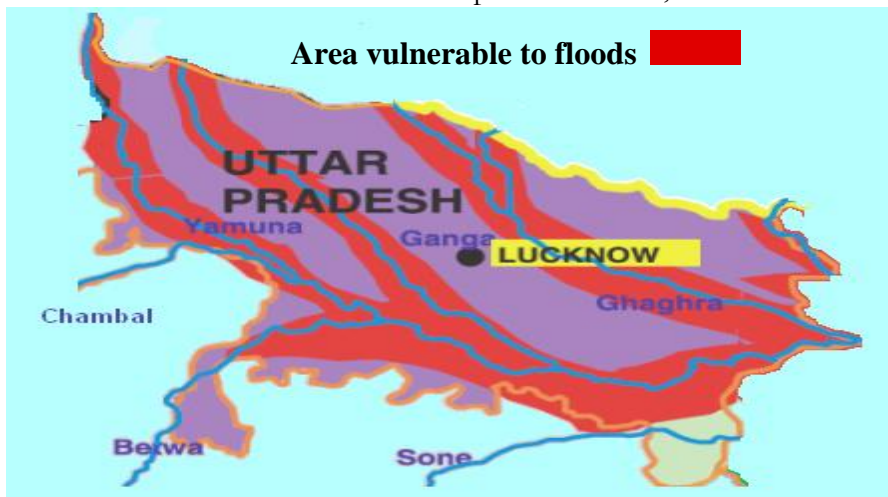 Area vulnerable to floods
UTTAR
PRADESH
Yamuna
Ganga
LUCKNOW
Ghaghra
Chambal
Betwa
Sone